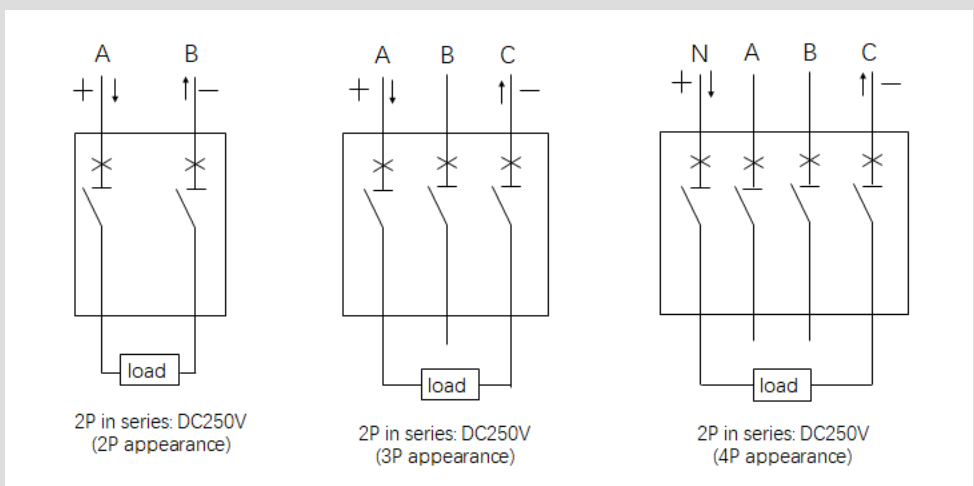 A B
+ −
load
2P in series: DC250V
(2P appearance)
A B C
+ −
load
2P in series: DC250V
(3P appearance)
N A B C
+ −
load
2P in series: DC250V
(4P appearance)